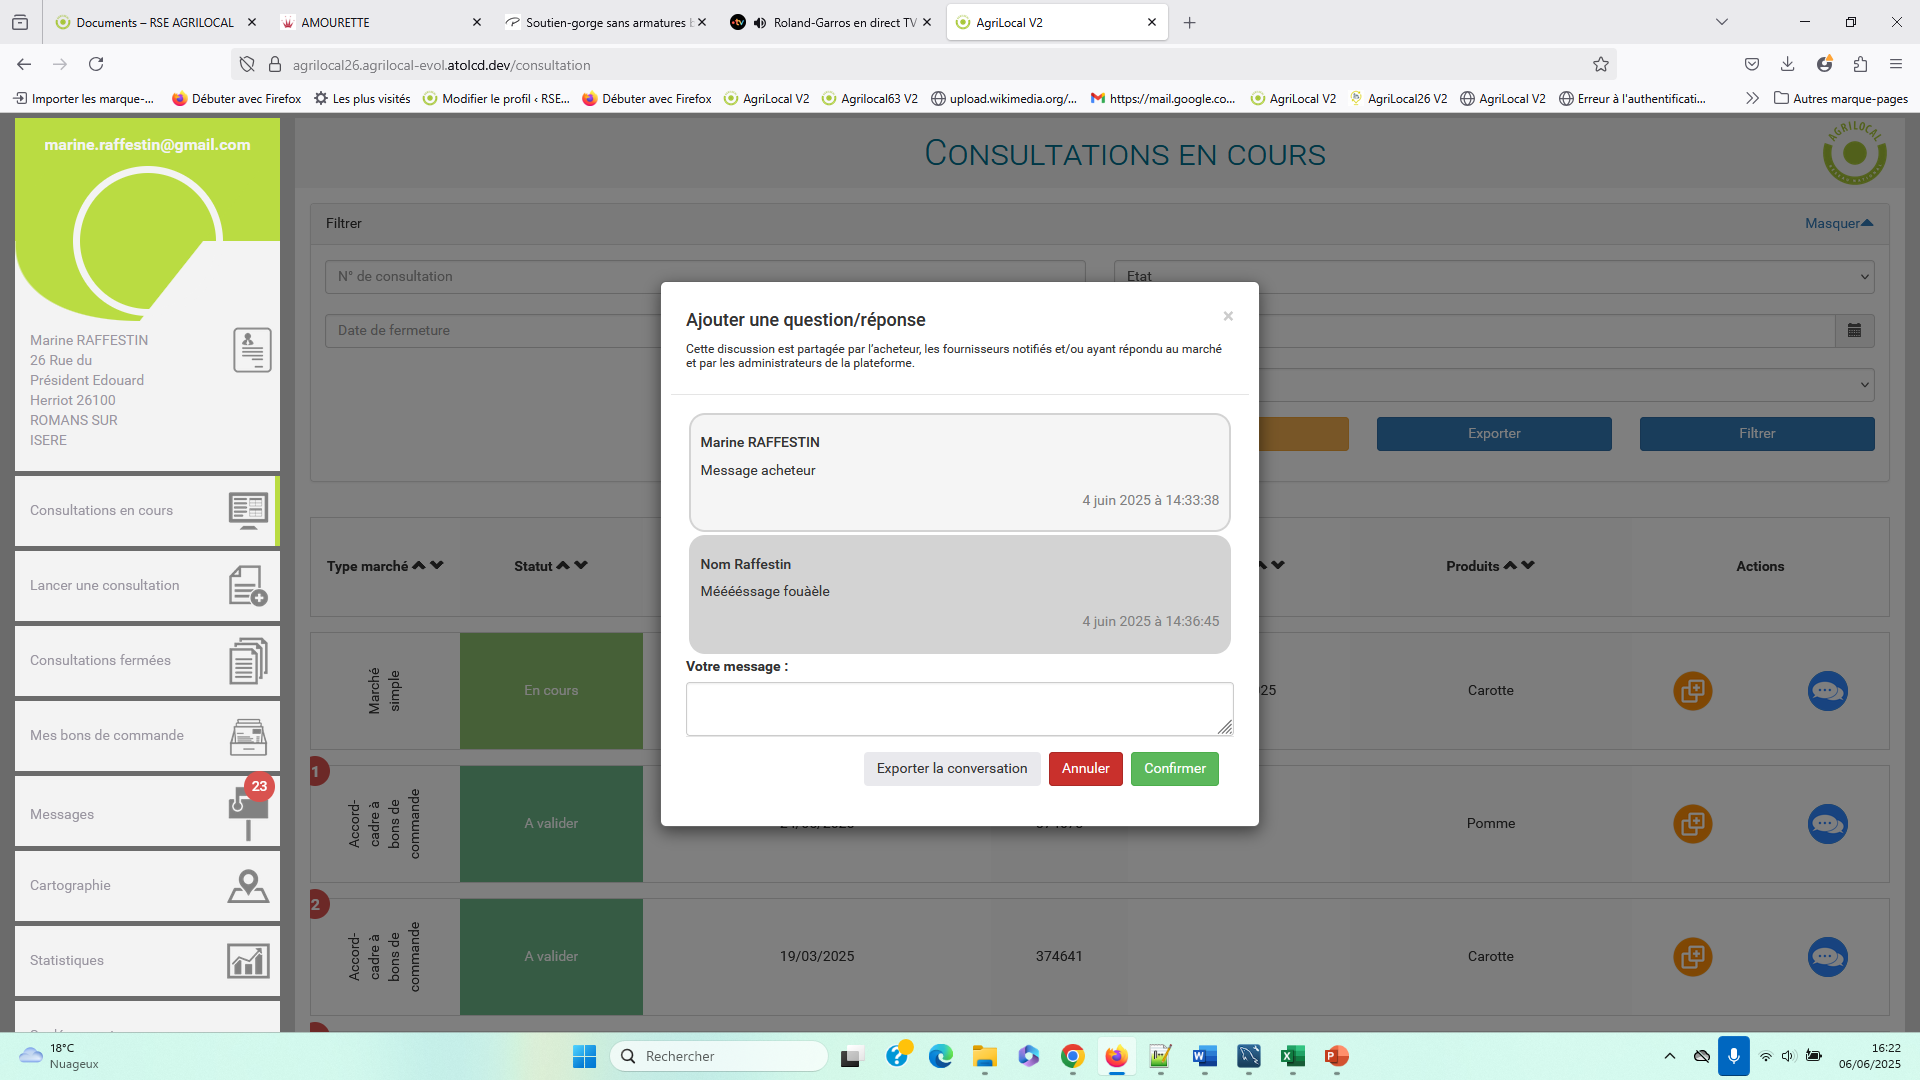 Documents – RSE AGRILOCAL
AMOURETTE
Soutien-gorge sans armatures
Roland-Garros en direct TV
AgriLocal V2
agrilocal26.agrilocal-evol.atolcd.dev/consultation
Importer les marque-...
Débuter avec Firefox
Les plus visités
Modifier le profil ‹ RSE...
Débuter avec Firefox
AgriLocal V2
Agrilocal63 V2
upload.wikimedia.org/...
https://mail.google.co...
AgriLocal V2
AgriLocal26 V2
AgriLocal V2
Erreur à l'authentificati...
Autres marque-pages
marine.raffestin@gmail.com
Marine RAFFESTIN
26 Rue du
Président Edouard
Herriot 26100
ROMANS SUR
ISERE
Consultations en cours
Lancer une consultation
Consultations fermées
Mes bons de commande
23
Messages
Cartographie
Statistiques
CONSULTATIONS EN COURS
AGRILOCAL
Filtrer
Masquer
N° de consultation
Etat
Date de fermeture
Exporter
Filtrer
Type marché
Statut
Produits
Actions
Marché simple
En cours
25
Carotte
1
Accord-cadre à bons de commande
A valider
Pomme
2
Accord-cadre à bons de commande
A valider
19/03/2025
374641
Carotte
Ajouter une question/réponse
×
Cette discussion est partagée par l’acheteur, les fournisseurs notifiés et/ou ayant répondu au marché
et par les administrateurs de la plateforme.
Marine RAFFESTIN
Message acheteur
4 juin 2025 à 14:33:38
Nom Raffestin
Mééééssage fouàèle
4 juin 2025 à 14:36:45
Votre message :
Exporter la conversation
Annuler
Confirmer
18°C
Nuageux
Rechercher
16:22
06/06/2025